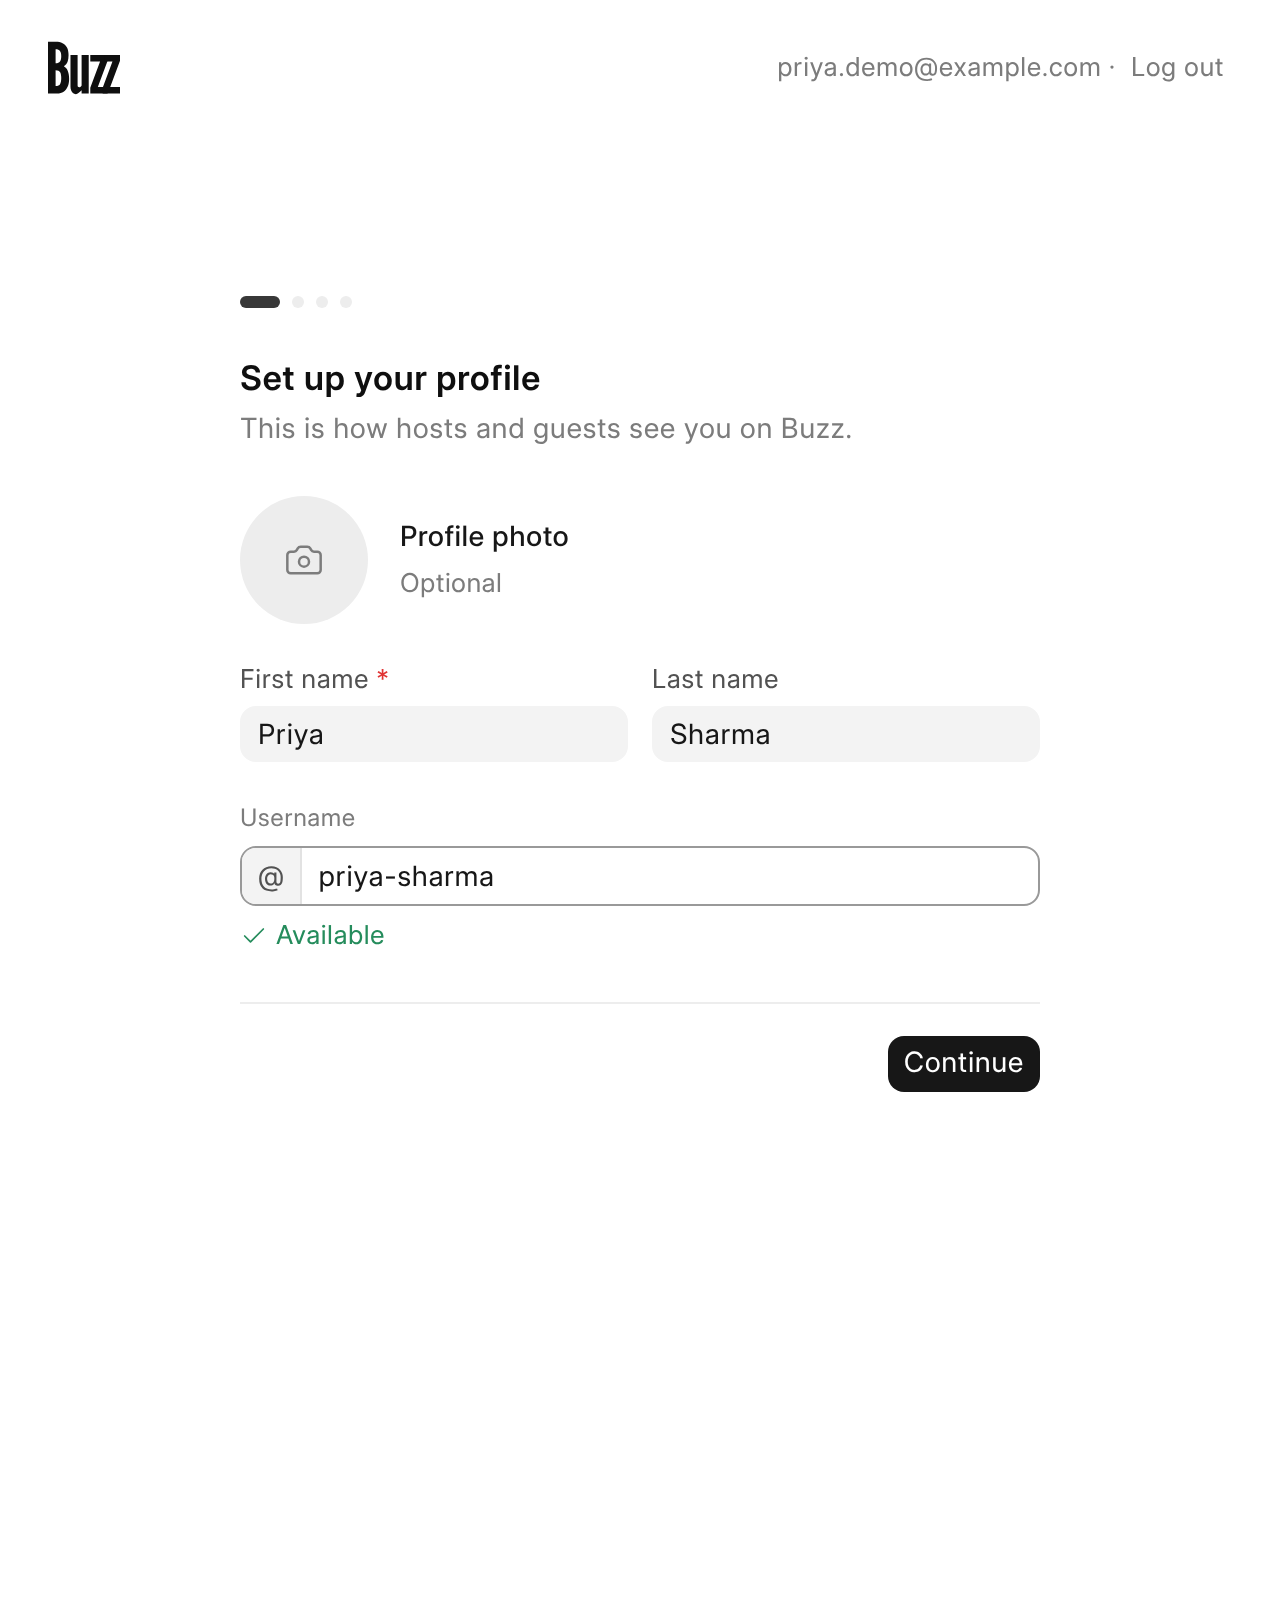 Buzz
priya.demo@example.com · Log out
Set up your profile
This is how hosts and guests see you on Buzz.
Profile photo
Optional
First name *
Last name
Priya
Sharma
Username
@ priya-sharma
Available
Continue